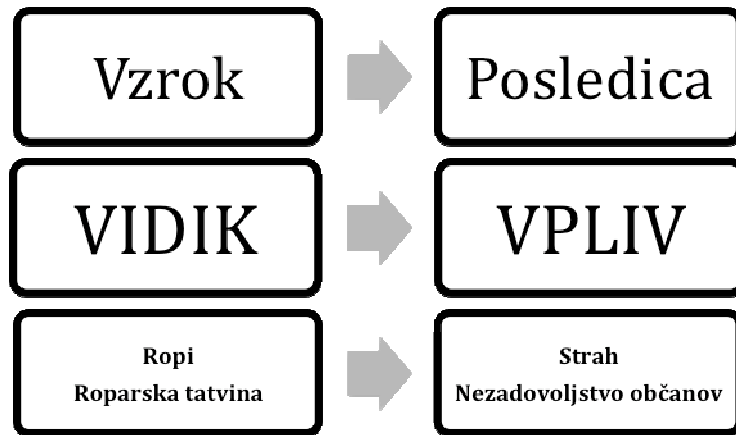 Vzrok
Posledica
VIDIK
VPLIV
Ropi
Roparska tatvina
Strah
Nezadovoljstvo občanov